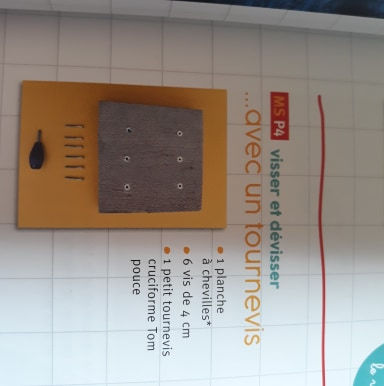 MS P4 visser et dévisser
...avec un tournevis
• 1 planche
à chevilles*
• 6 vis de 4 cm
• 1 petit tournevis
cruciforme Tom
pouce